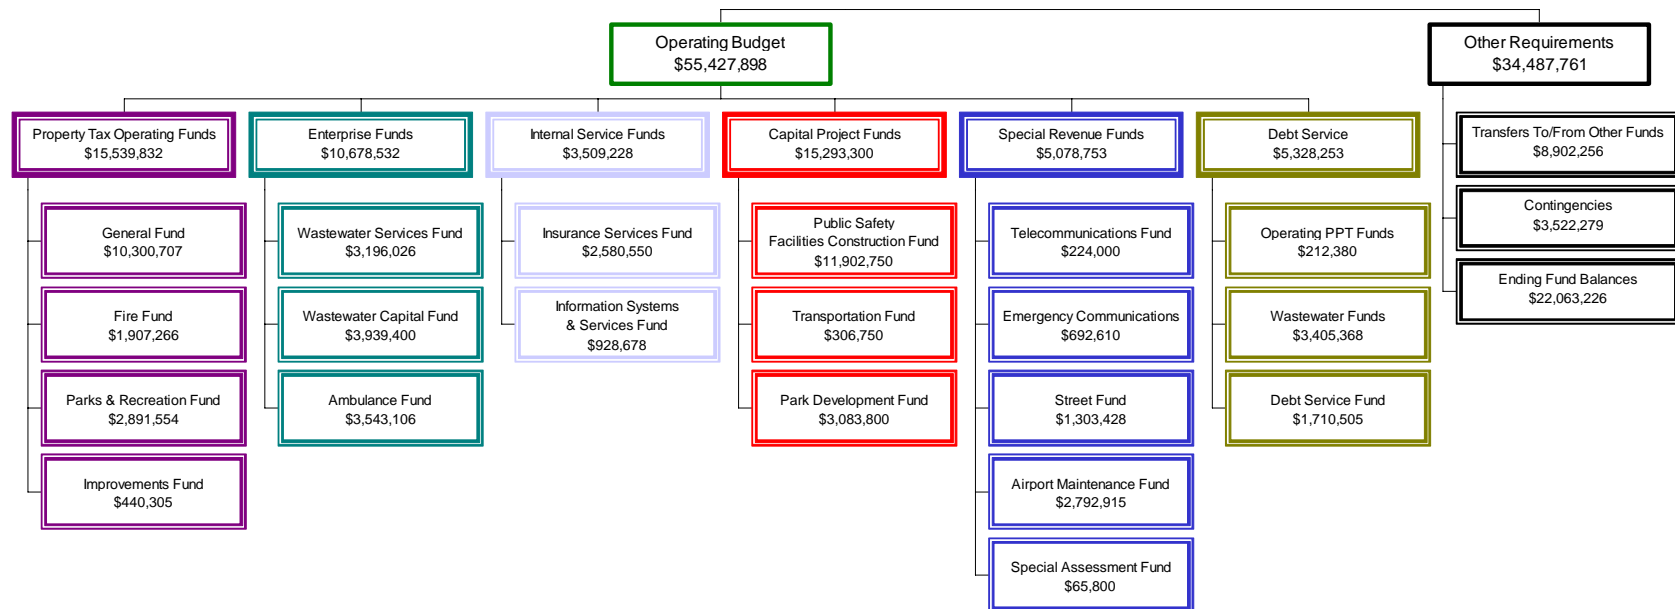 Operating Budget
$55,427,898
Other Requirements
$34,487,761
Property Tax Operating Funds
$15,539,832
Enterprise Funds
$10,678,532
Internal Service Funds
$3,509,228
Capital Project Funds
$15,293,300
Special Revenue Funds
$5,078,753
Debt Service
$5,328,253
Transfers To/From Other Funds
$8,902,256
General Fund
$10,300,707
Wastewater Services Fund
$3,196,026
Insurance Services Fund
$2,580,550
Public Safety
Facilities Construction Fund
$11,902,750
Telecommunications Fund
$224,000
Operating PPT Funds
$212,380
Contingencies
$3,522,279
Fire Fund
$1,907,266
Wastewater Capital Fund
$3,939,400
Information Systems
& Services Fund
$928,678
Transportation Fund
$306,750
Emergency Communications
$692,610
Wastewater Funds
$3,405,368
Ending Fund Balances
$22,063,226
Parks & Recreation Fund
$2,891,554
Ambulance Fund
$3,543,106
Park Development Fund
$3,083,800
Street Fund
$1,303,428
Debt Service Fund
$1,710,505
Improvements Fund
$440,305
Airport Maintenance Fund
$2,792,915
Special Assessment Fund
$65,800